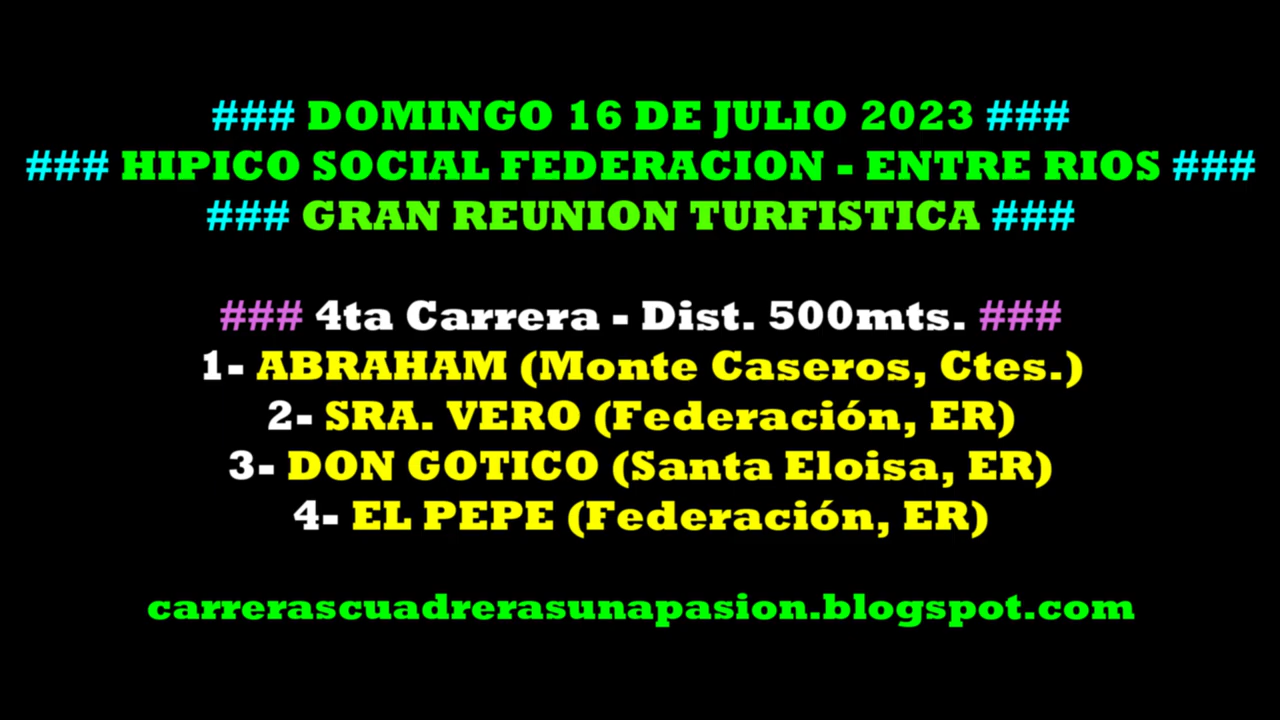 ### DOMINGO 16 DE JULIO 2023 ###
### HIPICO SOCIAL FEDERACION - ENTRE RIOS ###
### GRAN REUNION TURFISTICA ###
### 4ta Carrera - Dist. 500mts. ###
1- ABRAHAM (Monte Caseros, Ctes.)
2- SRA. VERO (Federación, ER)
3- DON GOTICO (Santa Eloisa, ER)
4- EL PEPE (Federación, ER)
carrerascuadrerasunapasion.blogspot.com